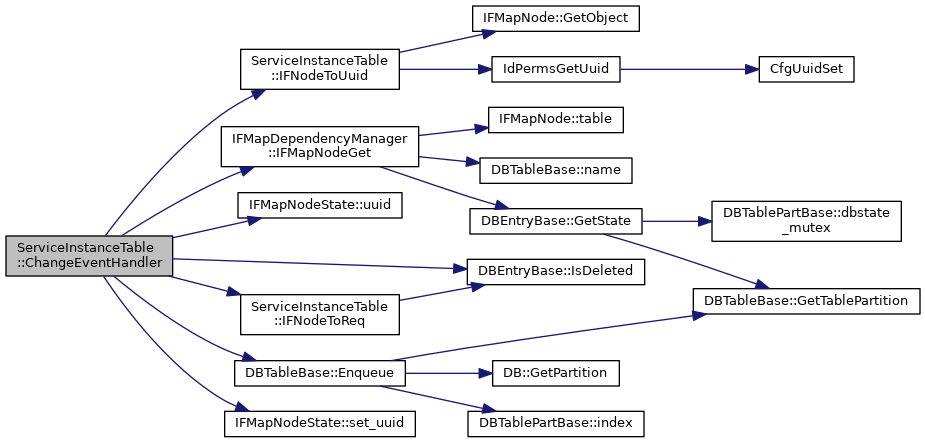 IFMapNode::GetObject
ServiceInstanceTable
::IFNodeToUuid
IdPermsGetUuid
CfgUuidSet
IFMapNode::table
IFMapDependencyManager
::IFMapNodeGet
DBTableBase::name
IFMapNodeState::uuid
DBEntryBase::GetState
DBTablePartBase::dbstate
_mutex
ServiceInstanceTable
::ChangeEventHandler
DBEntryBase::IsDeleted
DBTableBase::GetTablePartition
ServiceInstanceTable
::IFNodeToReq
DBTableBase::Enqueue
DB::GetPartition
IFMapNodeState::set_uuid
DBTablePartBase::index